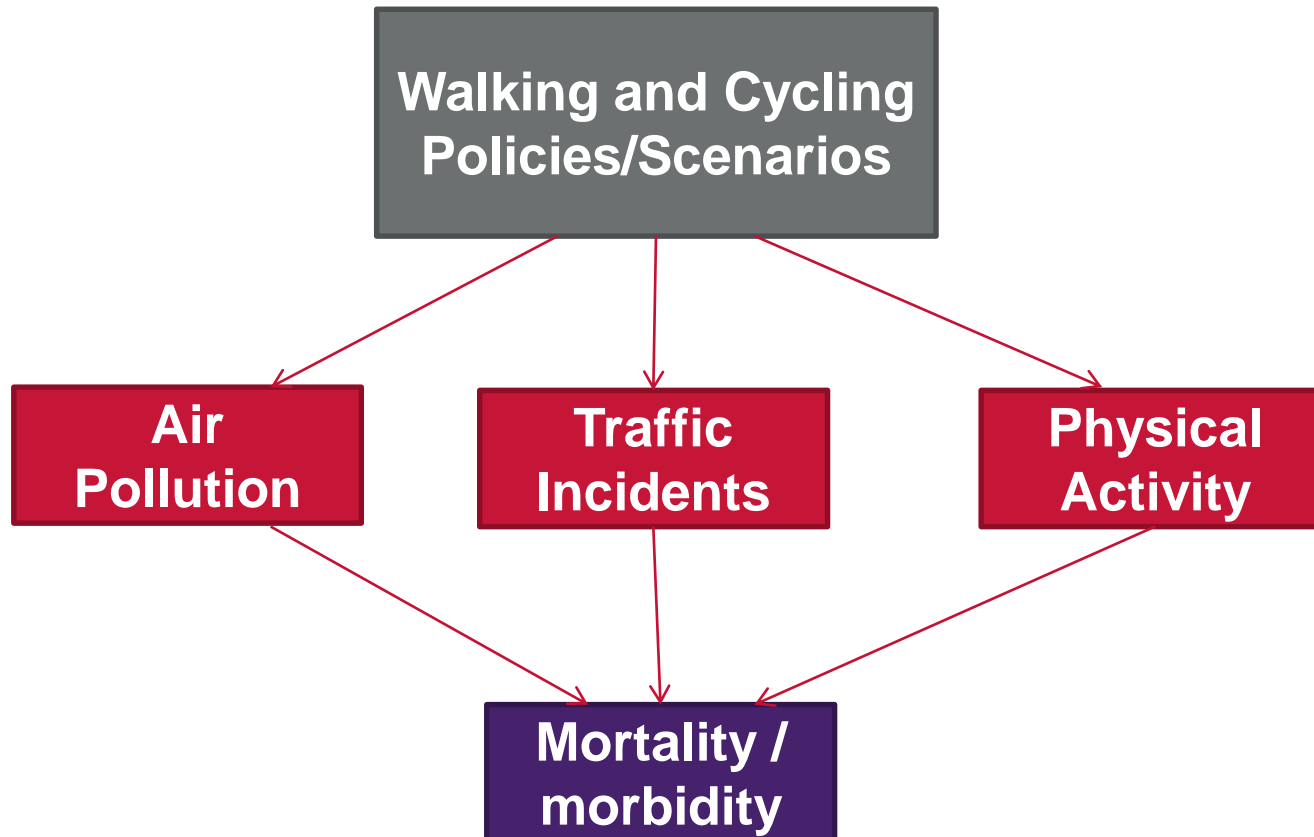 Walking and Cycling
Policies/Scenarios
Air
Pollution
Traffic
Incidents
Physical
Activity
Mortality /
morbidity